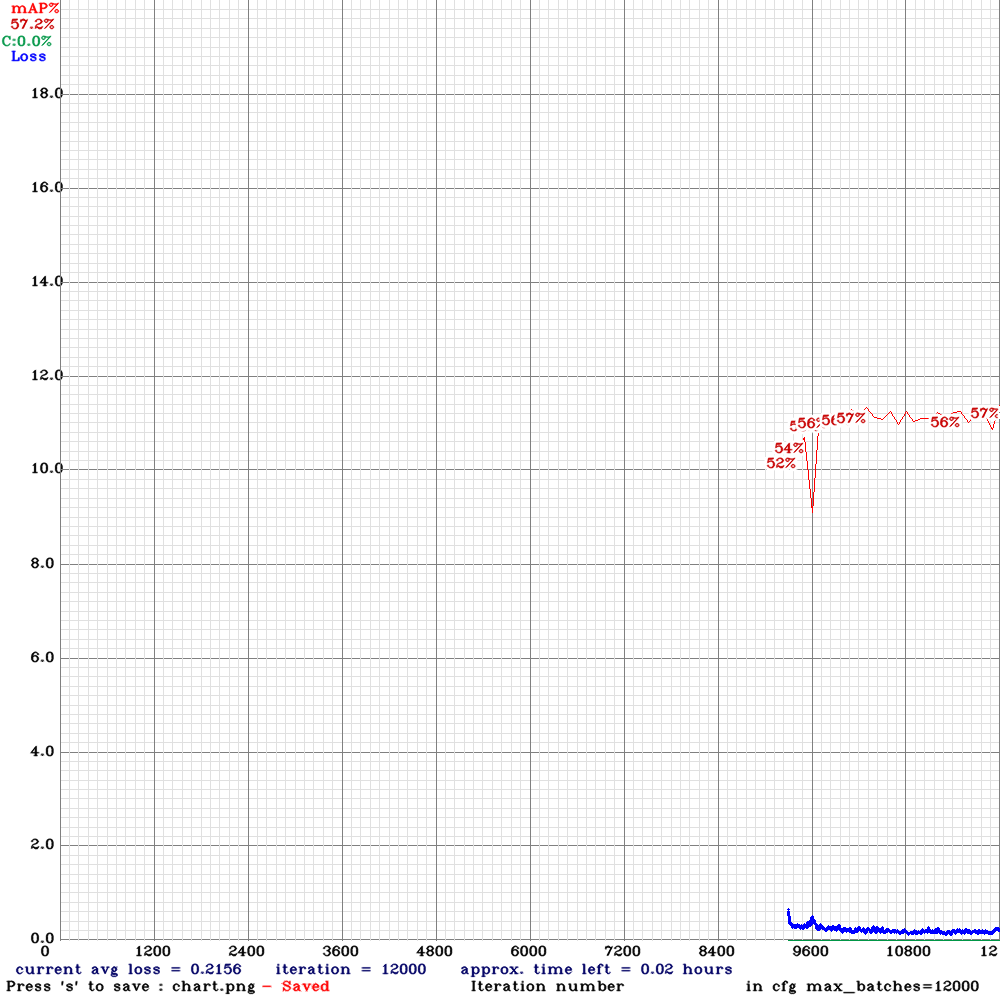 mAP%
57.2%
C:0.0%
Loss
18.0
16.0
14.0
12.0
57%
56%
57%
56%
54%
52%
10.0
8.0
6.0
4.0
2.0
0.0
0 1200 2400 3600 4800 6000 7200 8400 9600 10800 12
current avg loss = 0.2156 iteration = 12000 approx. time left = 0.02 hours
Press 's' to save : chart.png - Saved Iteration number in cfg max_batches=12000